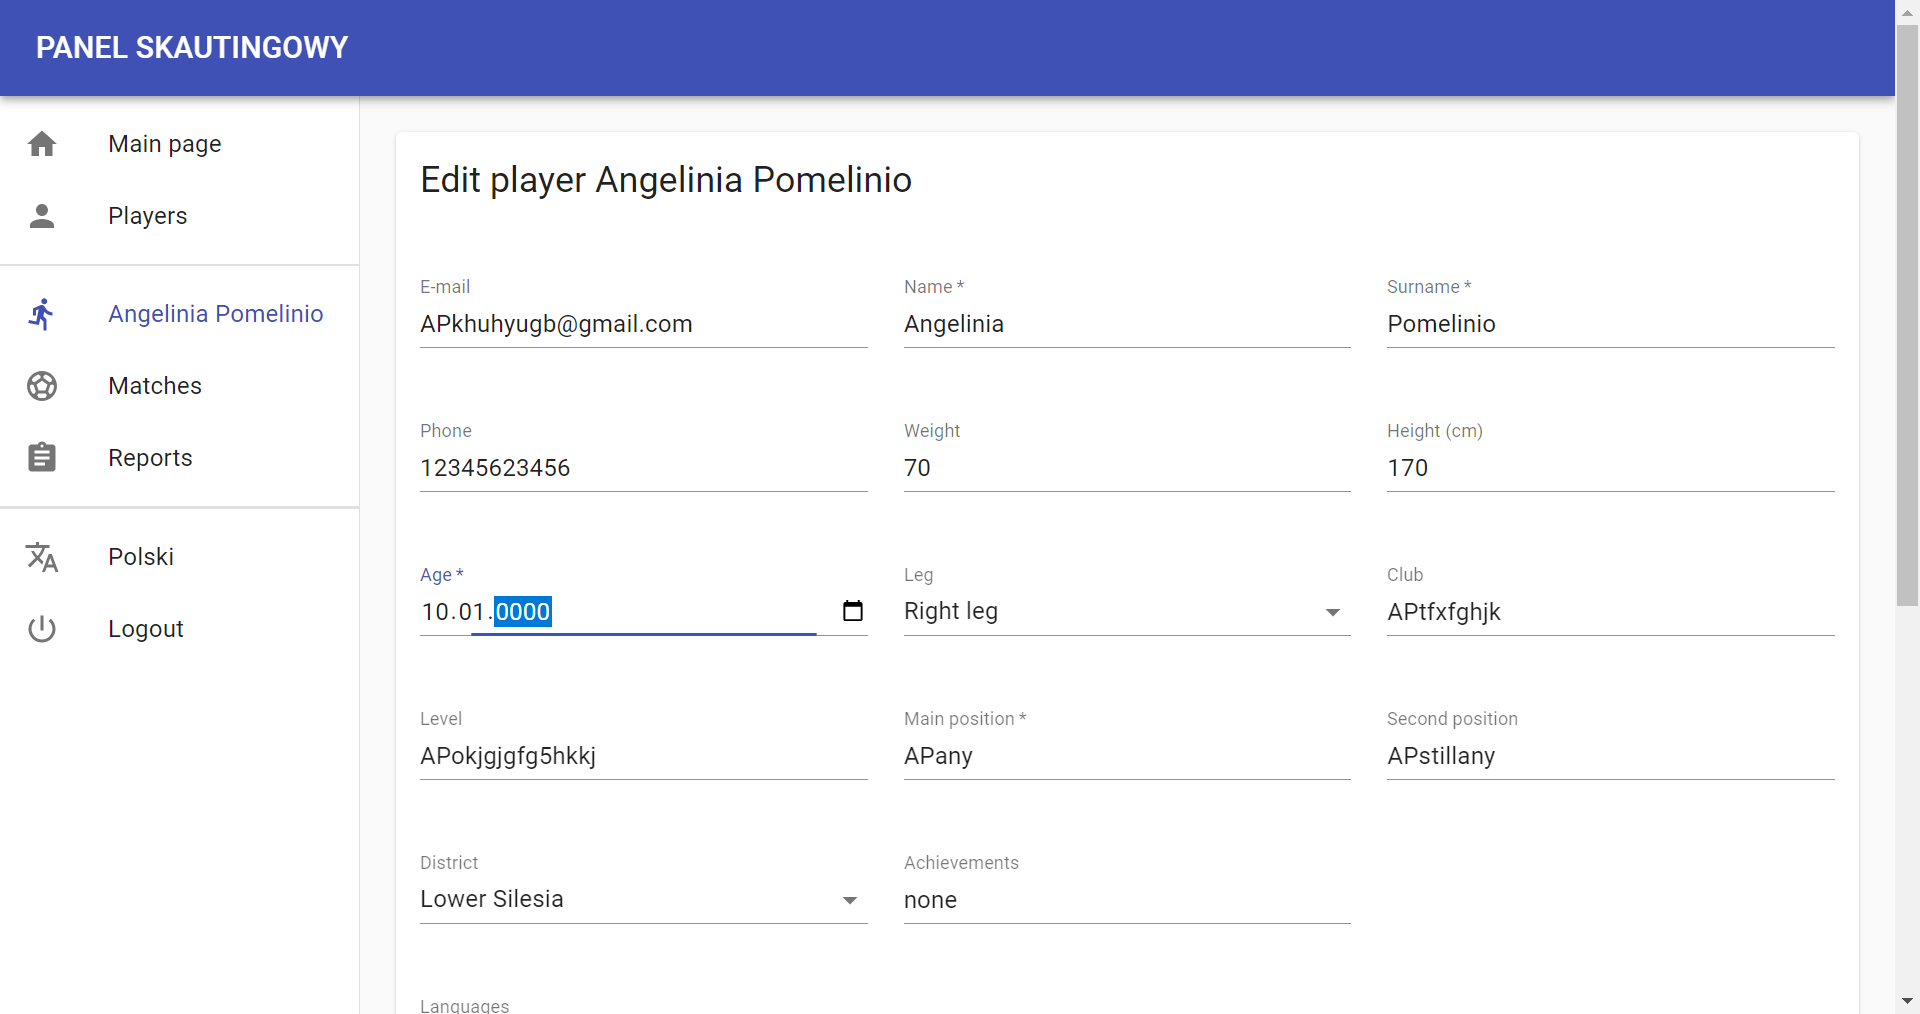 PANEL SKAUTINGOWY
Main page
Players
Angelinia Pomelinio
Matches
Reports
Polski
Logout
Edit player Angelinia Pomelinio
E-mail
APkhuhyugb@gmail.com
Name *
Angelinia
Surname *
Pomelinio
Phone
12345623456
Weight
70
Height (cm)
170
Age *
10.01.0000
Leg
Right leg
Club
APtfxfghjk
Level
APokjgjgfg5hkkj
Main position *
APany
Second position
APstillany
District
Lower Silesia
Achievements
none
Languages